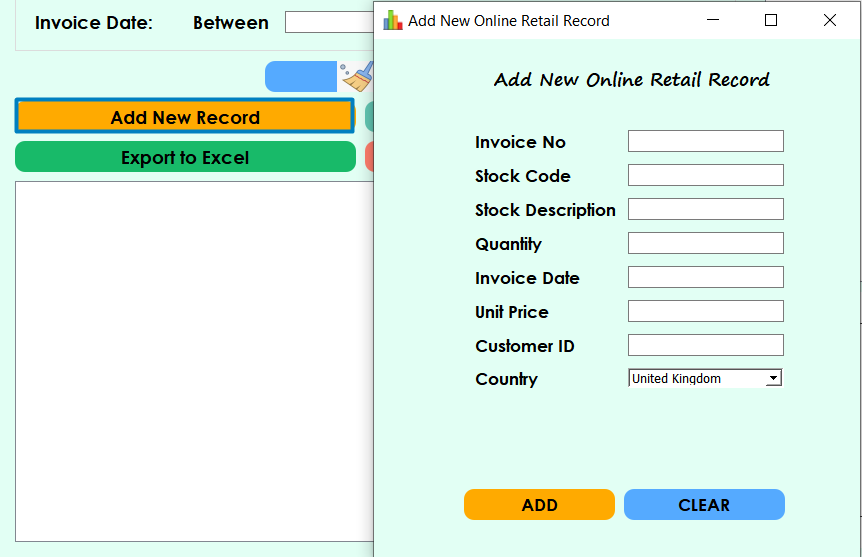 Invoice Date: Between
Add New Record
Export to Excel
Add New Online Retail Record
Add New Online Retail Record
Invoice No
Stock Code
Stock Description
Quantity
Invoice Date
Unit Price
Customer ID
Country United Kingdom
ADD CLEAR